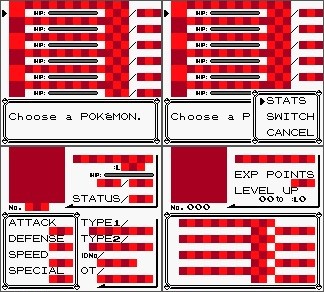 HP:
HP:
HP:
HP:
HP:
HP:
Choose a POKéMON.
HP:
HP:
HP:
HP:
HP:
HP:
Choose a P
STATS
SWITCH
CANCEL
:L
HP:
STATUS/
No.
ATTACK
DEFENSE
SPEED
SPECIAL
TYPE1/
TYPE2/
IDNo/
OT/
EXP POINTS
LEVEL UP
00 to :L0
No.000